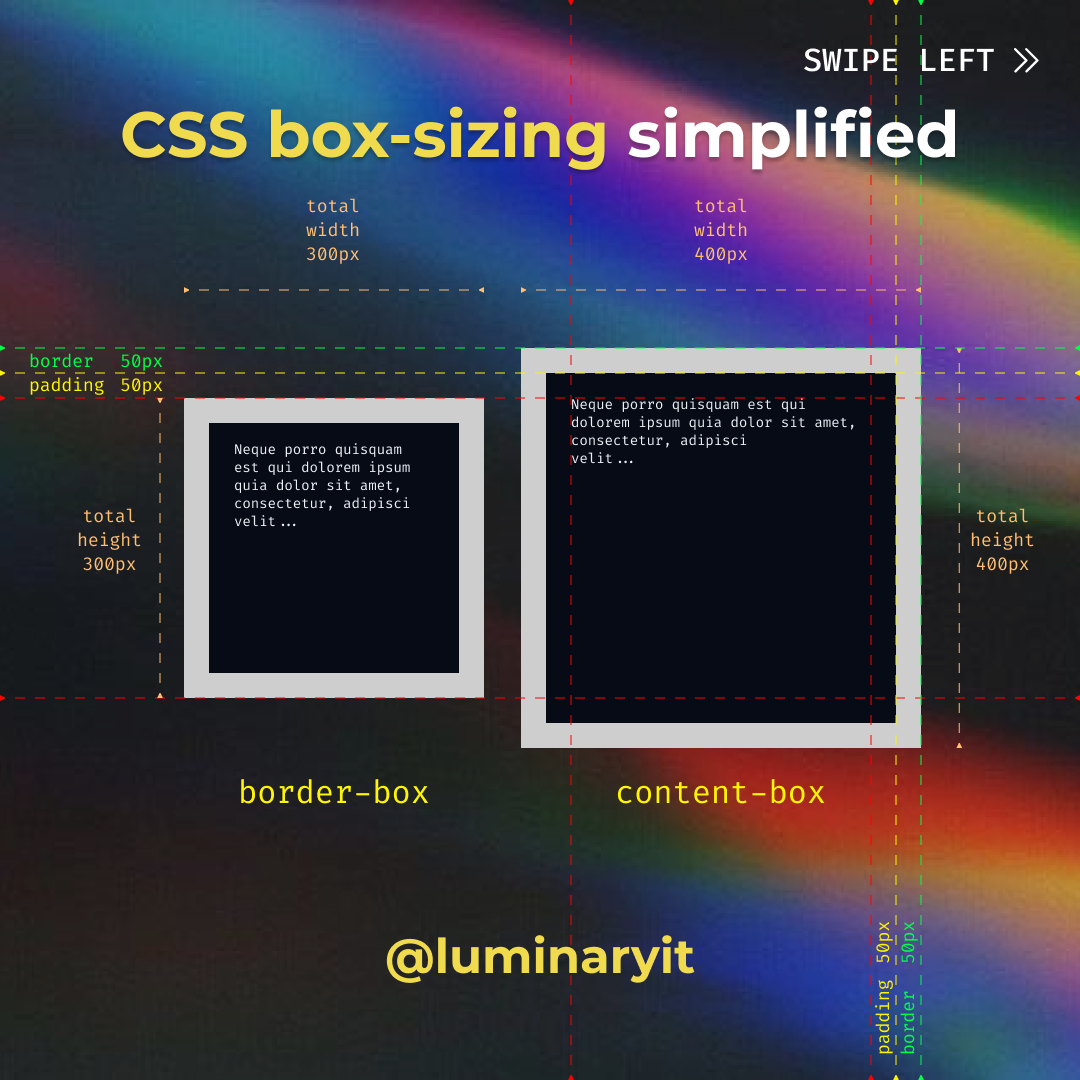 SWIPE LEFT
CSS box-sizing simplified
total
width
300px
total
width
400px
border 50px
padding 50px
Neque porro quisquam
est qui dolorem ipsum
quia dolor sit amet,
consectetur, adipisci
velit...
Neque porro quisquam est qui
dolorem ipsum quia dolor sit amet,
consectetur, adipisci
velit...
total
height
300px
total
height
400px
border-box
content-box
@luminaryit
padding 50px
border 50px